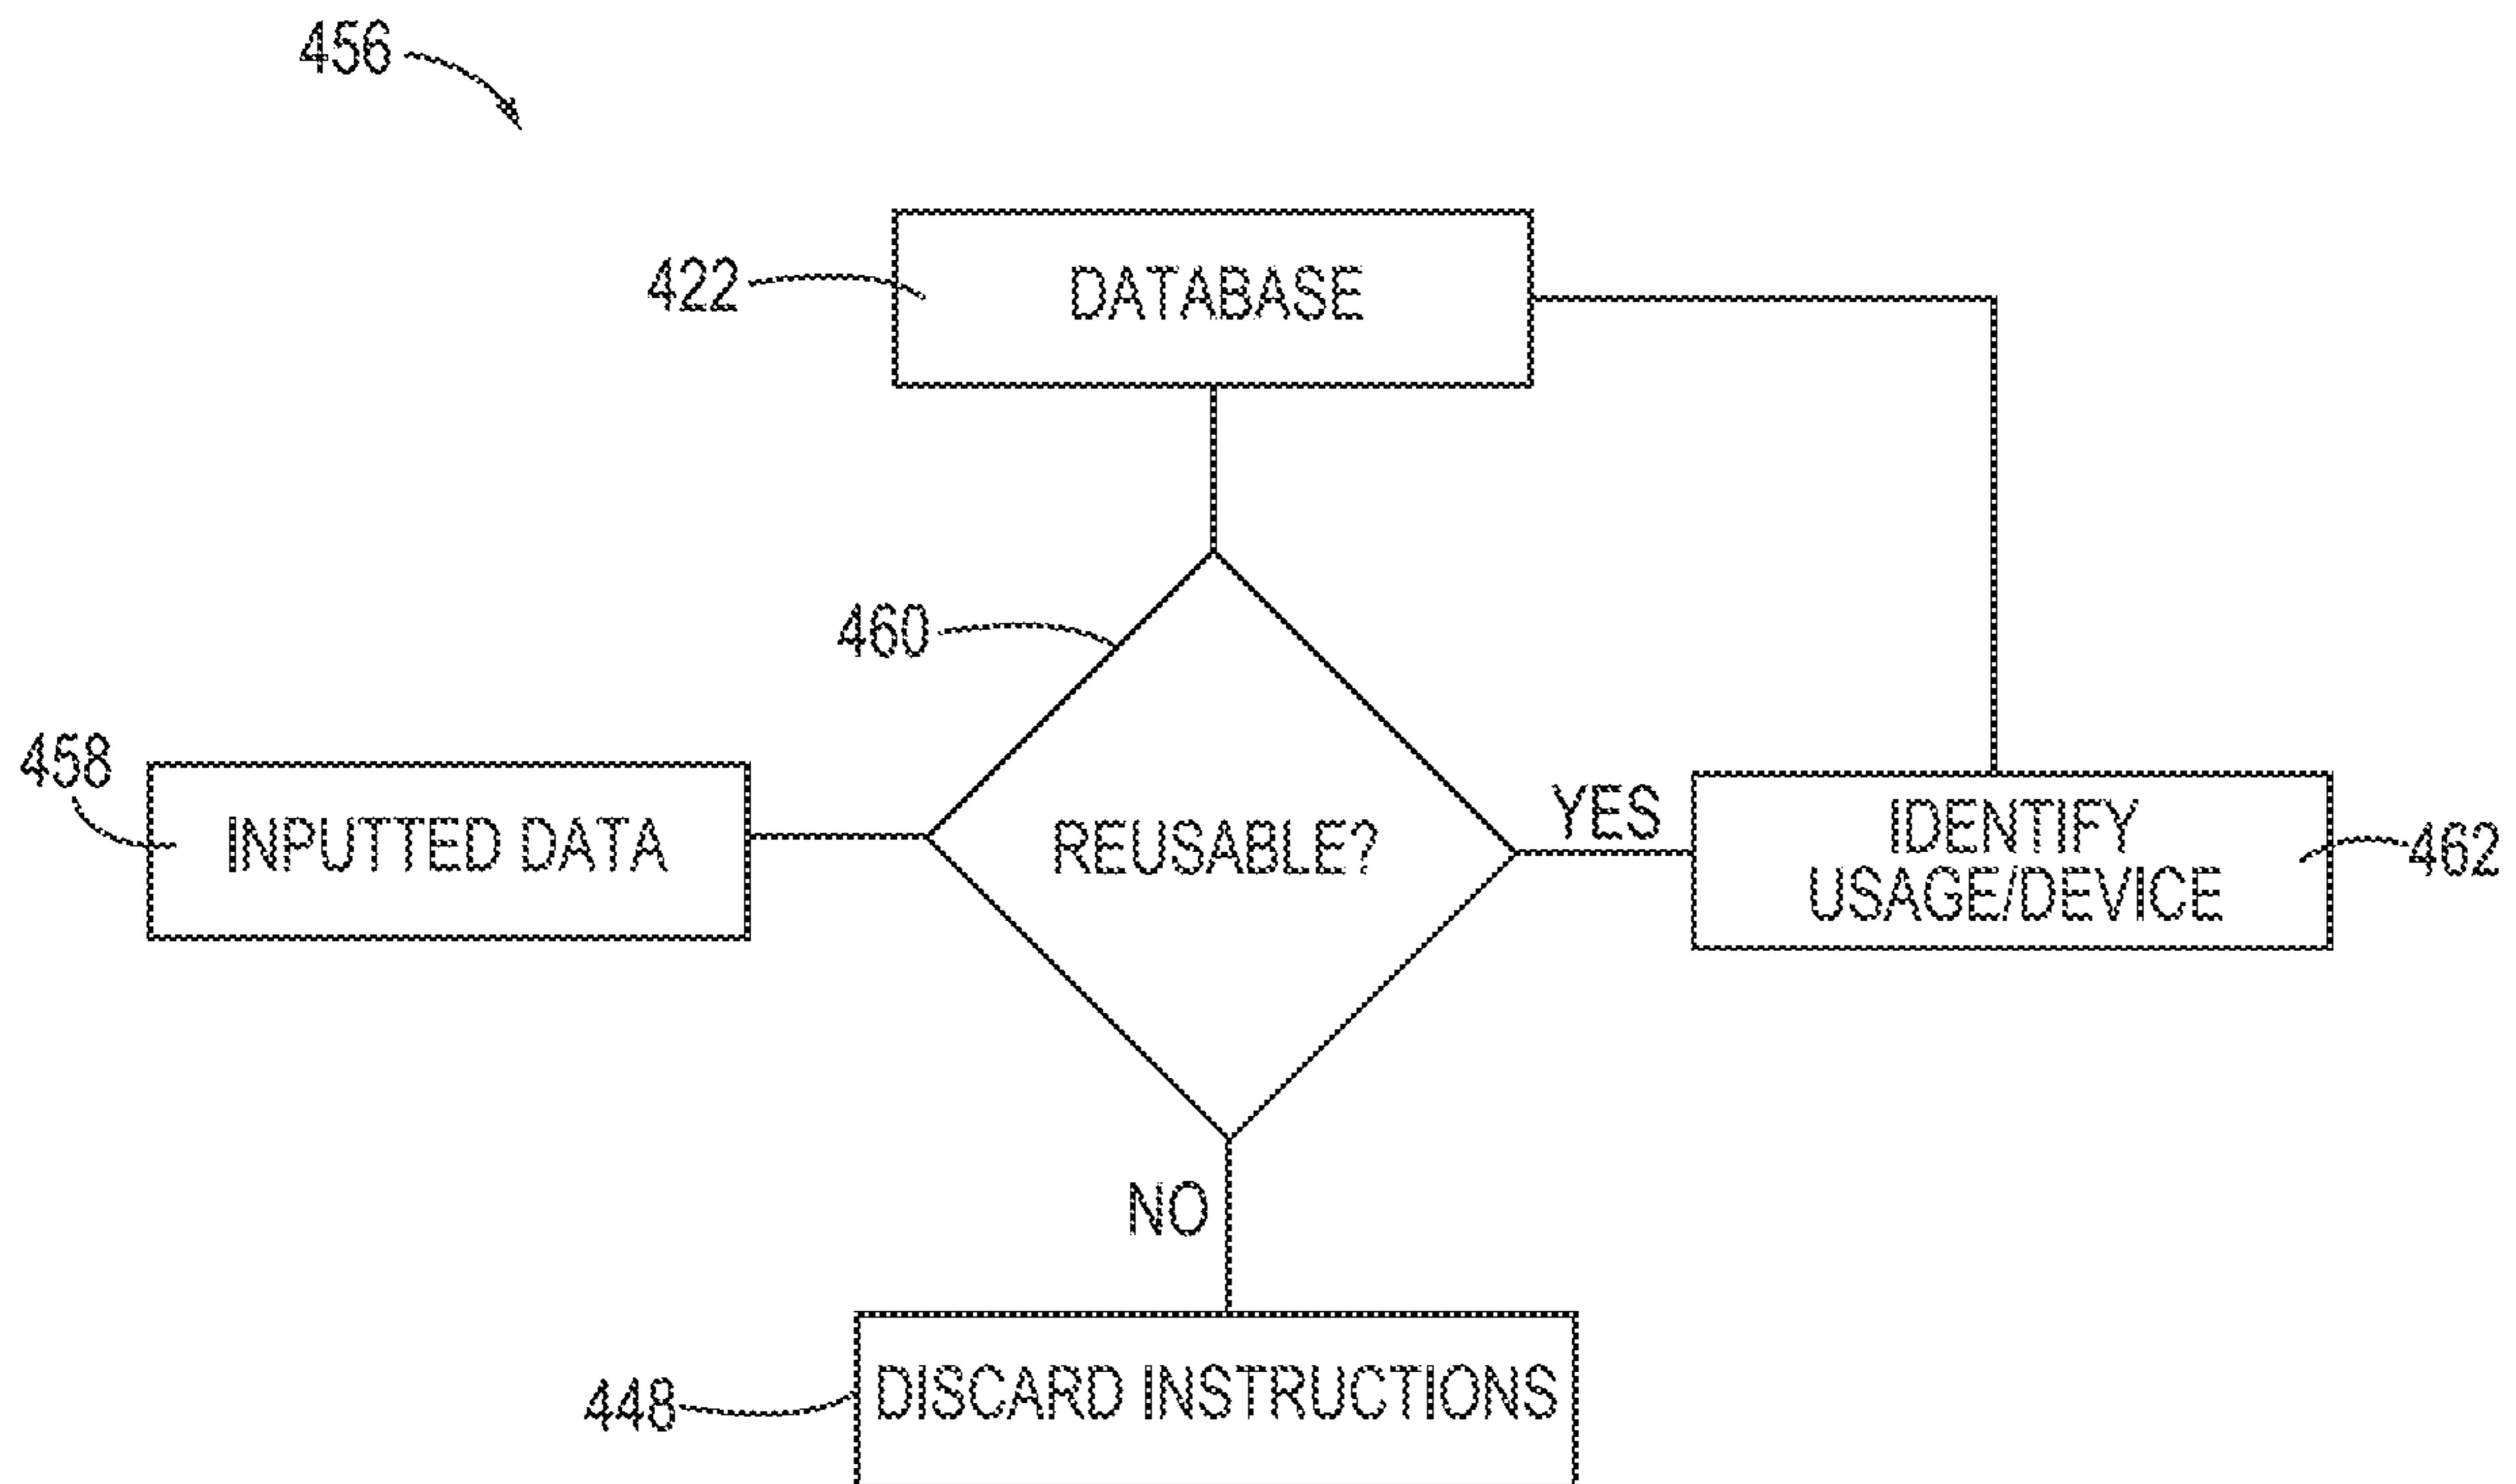 456
422
DATABASE
460
458
INPUTTED DATA
REUSABLE?
YES
IDENTIFY
USAGE/DEVICE
462
NO
448
DISCARD INSTRUCTIONS